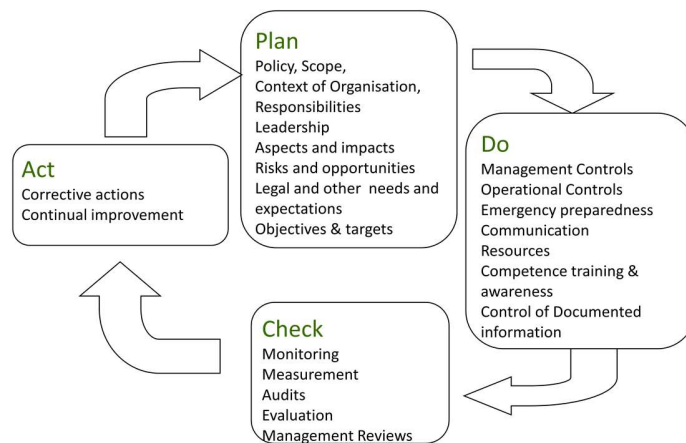 Plan
Policy, Scope,
Context of Organisation,
Responsibilities
Leadership
Aspects and impacts
Risks and opportunities
Legal and other needs and
expectations
Objectives & targets
Do
Management Controls
Operational Controls
Emergency preparedness
Communication
Resources
Competence training &
awareness
Control of Documented
information
Check
Monitoring
Measurement
Audits
Evaluation
Management Reviews
Act
Corrective actions
Continual improvement